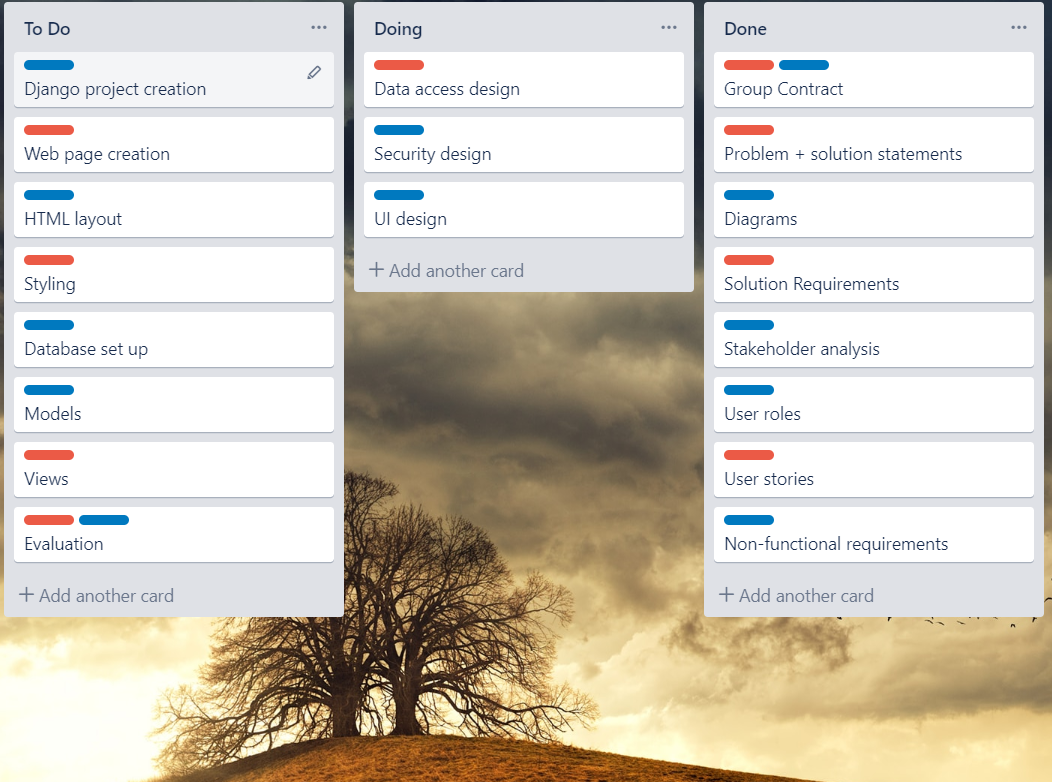 To Do
Django project creation
Web page creation
HTML layout
Styling
Database set up
Models
Views
Evaluation
Add another card
Doing
Data access design
Security design
UI design
Add another card
Done
Group Contract
Problem + solution statements
Diagrams
Solution Requirements
Stakeholder analysis
User roles
User stories
Non-functional requirements
Add another card